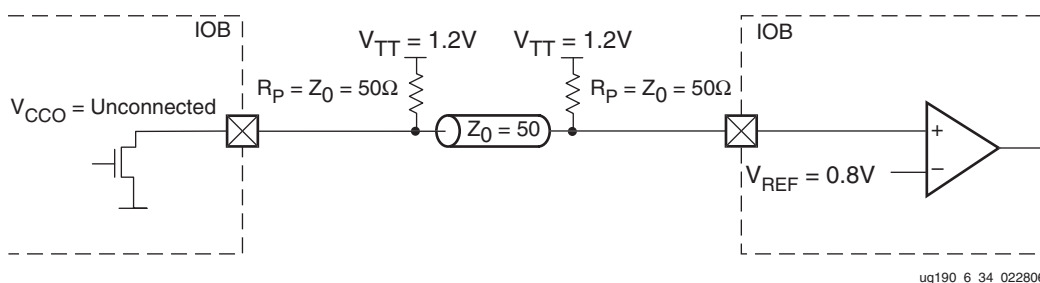 IOB
V_TT = 1.2V
V_TT = 1.2V
IOB
R_P = Z_0 = 50Ω
R_P = Z_0 = 50Ω
V_CCO = Unconnected
Z_0 = 50
+
−
V_REF = 0.8V
ug190_6_34_022806